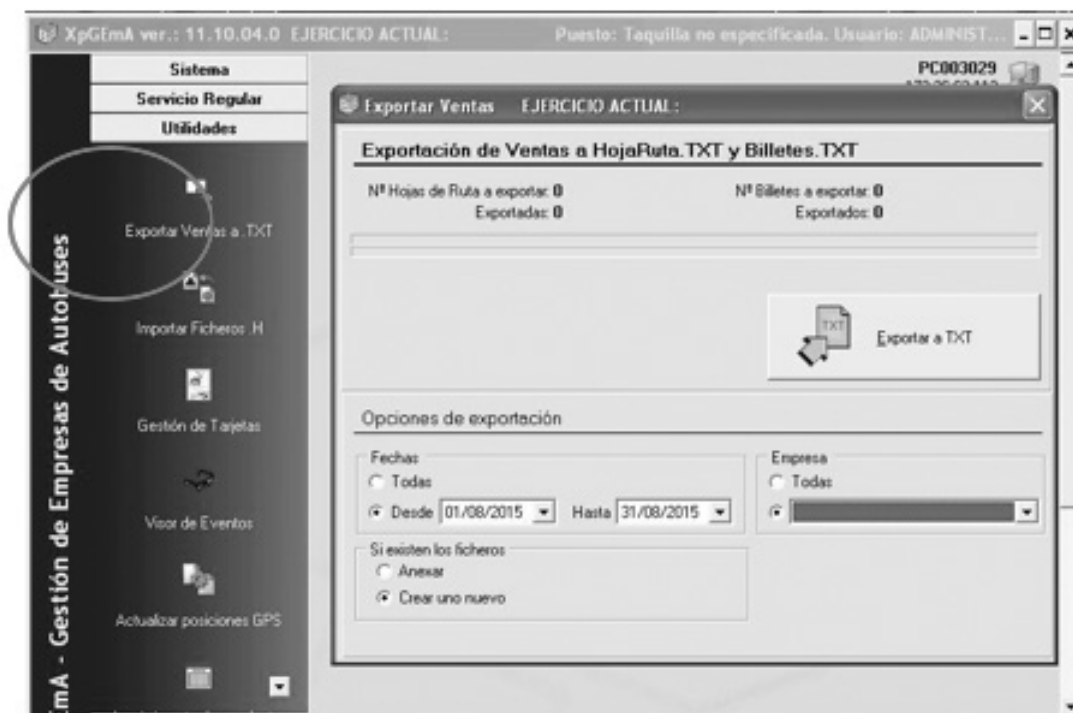 XpGEmA ver.: 11.10.04.0 EJERCICIO ACTUAL: Puesto: Taquilla no especificada. Usuario: ADMINIST...
Sistema
Servicio Regular
Utilidades
Exportar Ventas a .TXT
Importar Ficheros .H
Gestión de Tarjetas
Visor de Eventos
Actualizar posiciones GPS
EmA - Gestión de Empresas de Autobuses
PC003029
Exportar Ventas EJERCICIO ACTUAL:
Exportación de Ventas a HojaRuta.TXT y Billetes.TXT
Nº Hojas de Ruta a exportar: 0 Nº Billetes a exportar: 0
Exportadas: 0 Exportados: 0
TXT
Exportar a TXT
Opciones de exportación
Fechas
Todas
Desde 01/08/2015 Hasta 31/08/2015
Empresa
Todas
Si existen los ficheros
Anexar
Crear uno nuevo